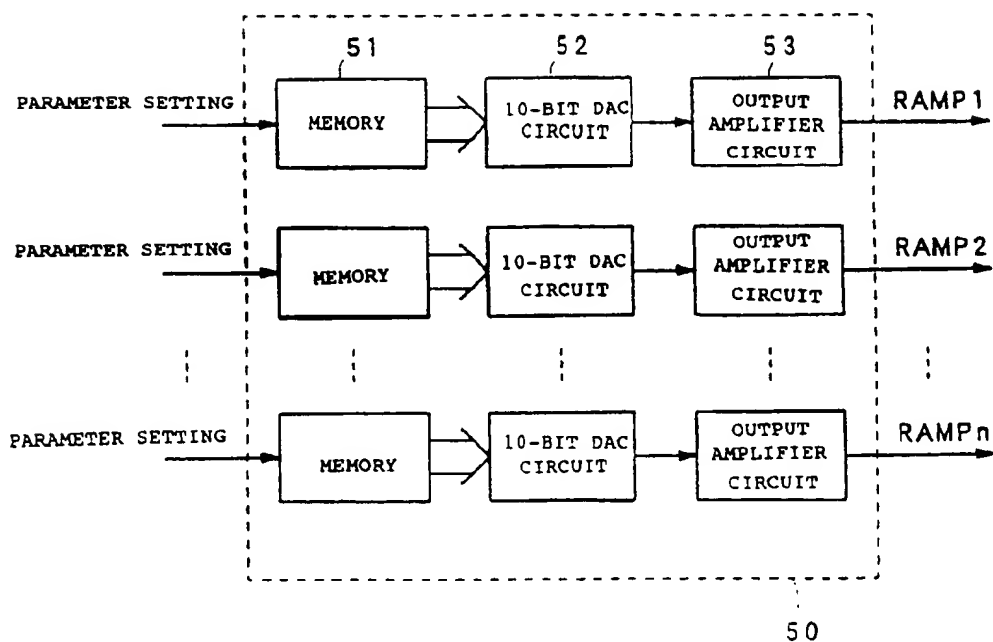 51
52
53
PARAMETER SETTING
MEMORY
10-BIT DAC
CIRCUIT
OUTPUT
AMPLIFIER
CIRCUIT
RAMP1
PARAMETER SETTING
MEMORY
10-BIT DAC
CIRCUIT
OUTPUT
AMPLIFIER
CIRCUIT
RAMP2
PARAMETER SETTING
MEMORY
10-BIT DAC
CIRCUIT
OUTPUT
AMPLIFIER
CIRCUIT
RAMPn
50